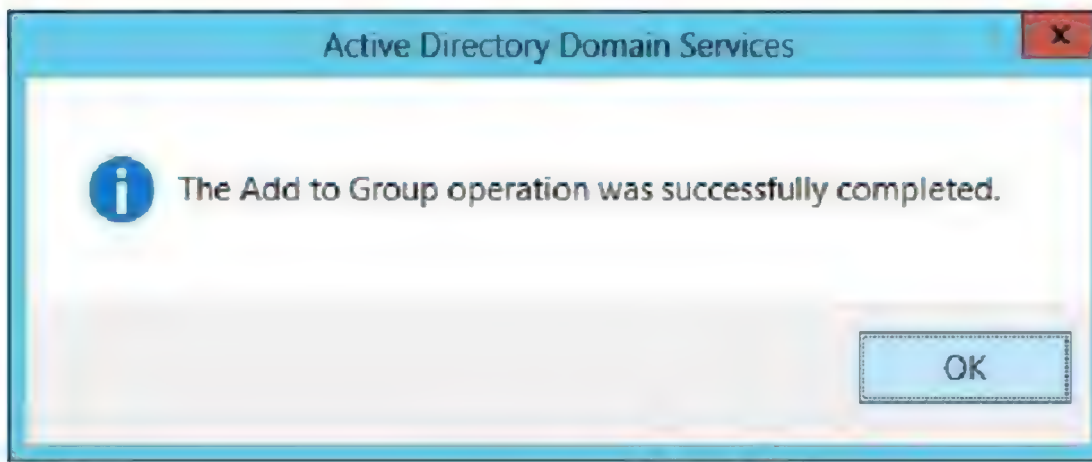 Active Directory Domain Services
The Add to Group operation was successfully completed.
OK